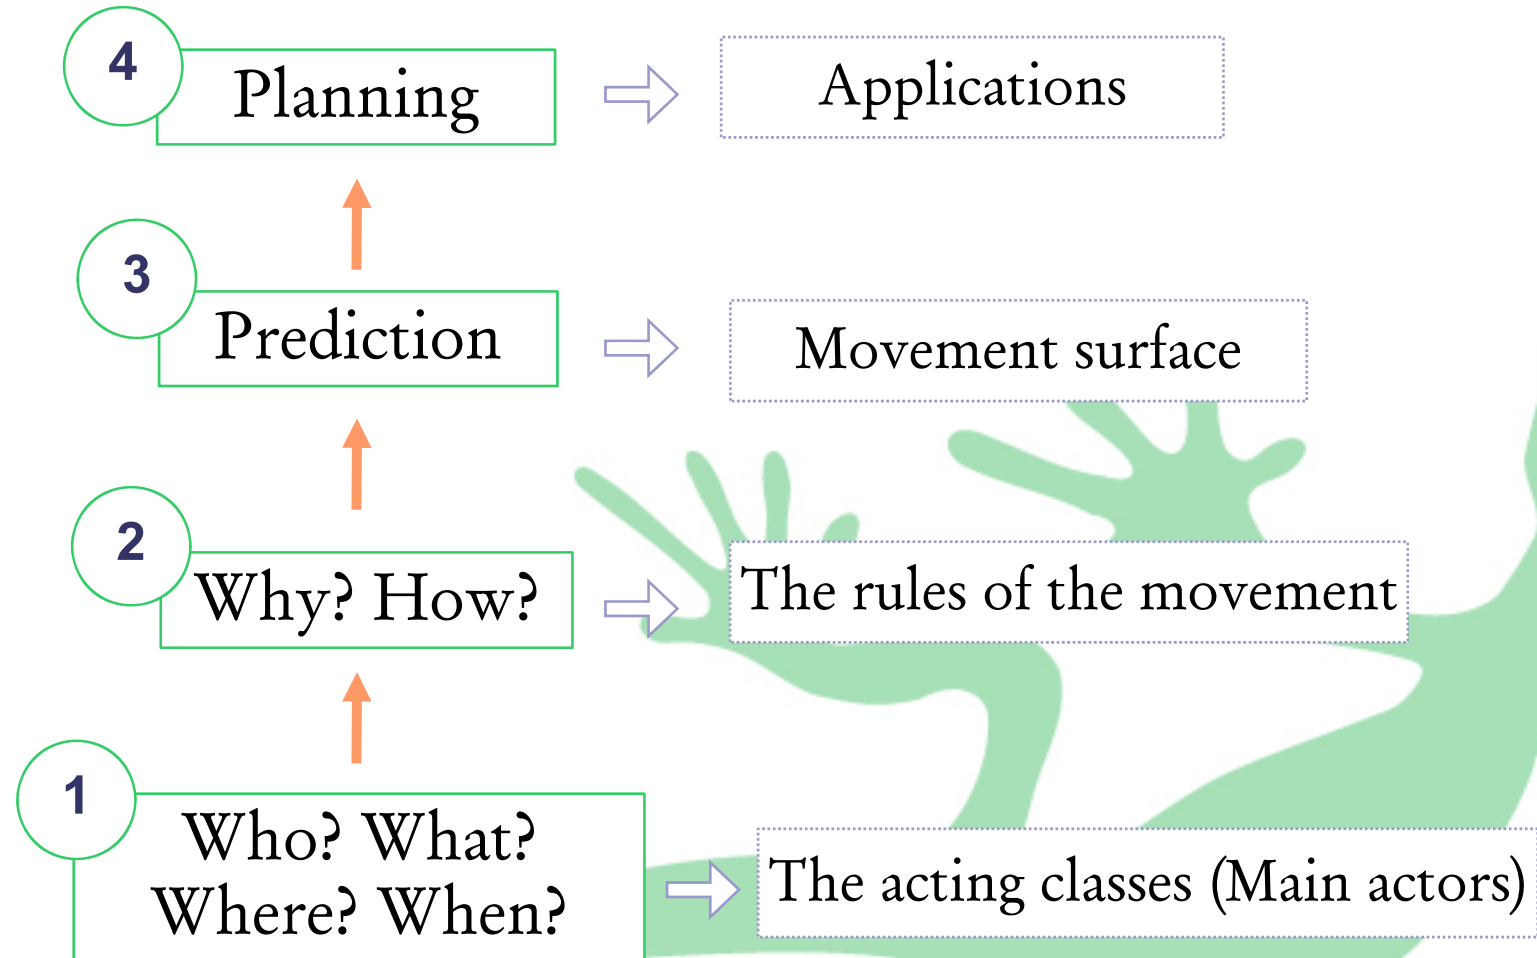 4
Planning
Applications
3
Prediction
Movement surface
2
Why? How?
The rules of the movement
1
Who? What?
Where? When?
The acting classes (Main actors)